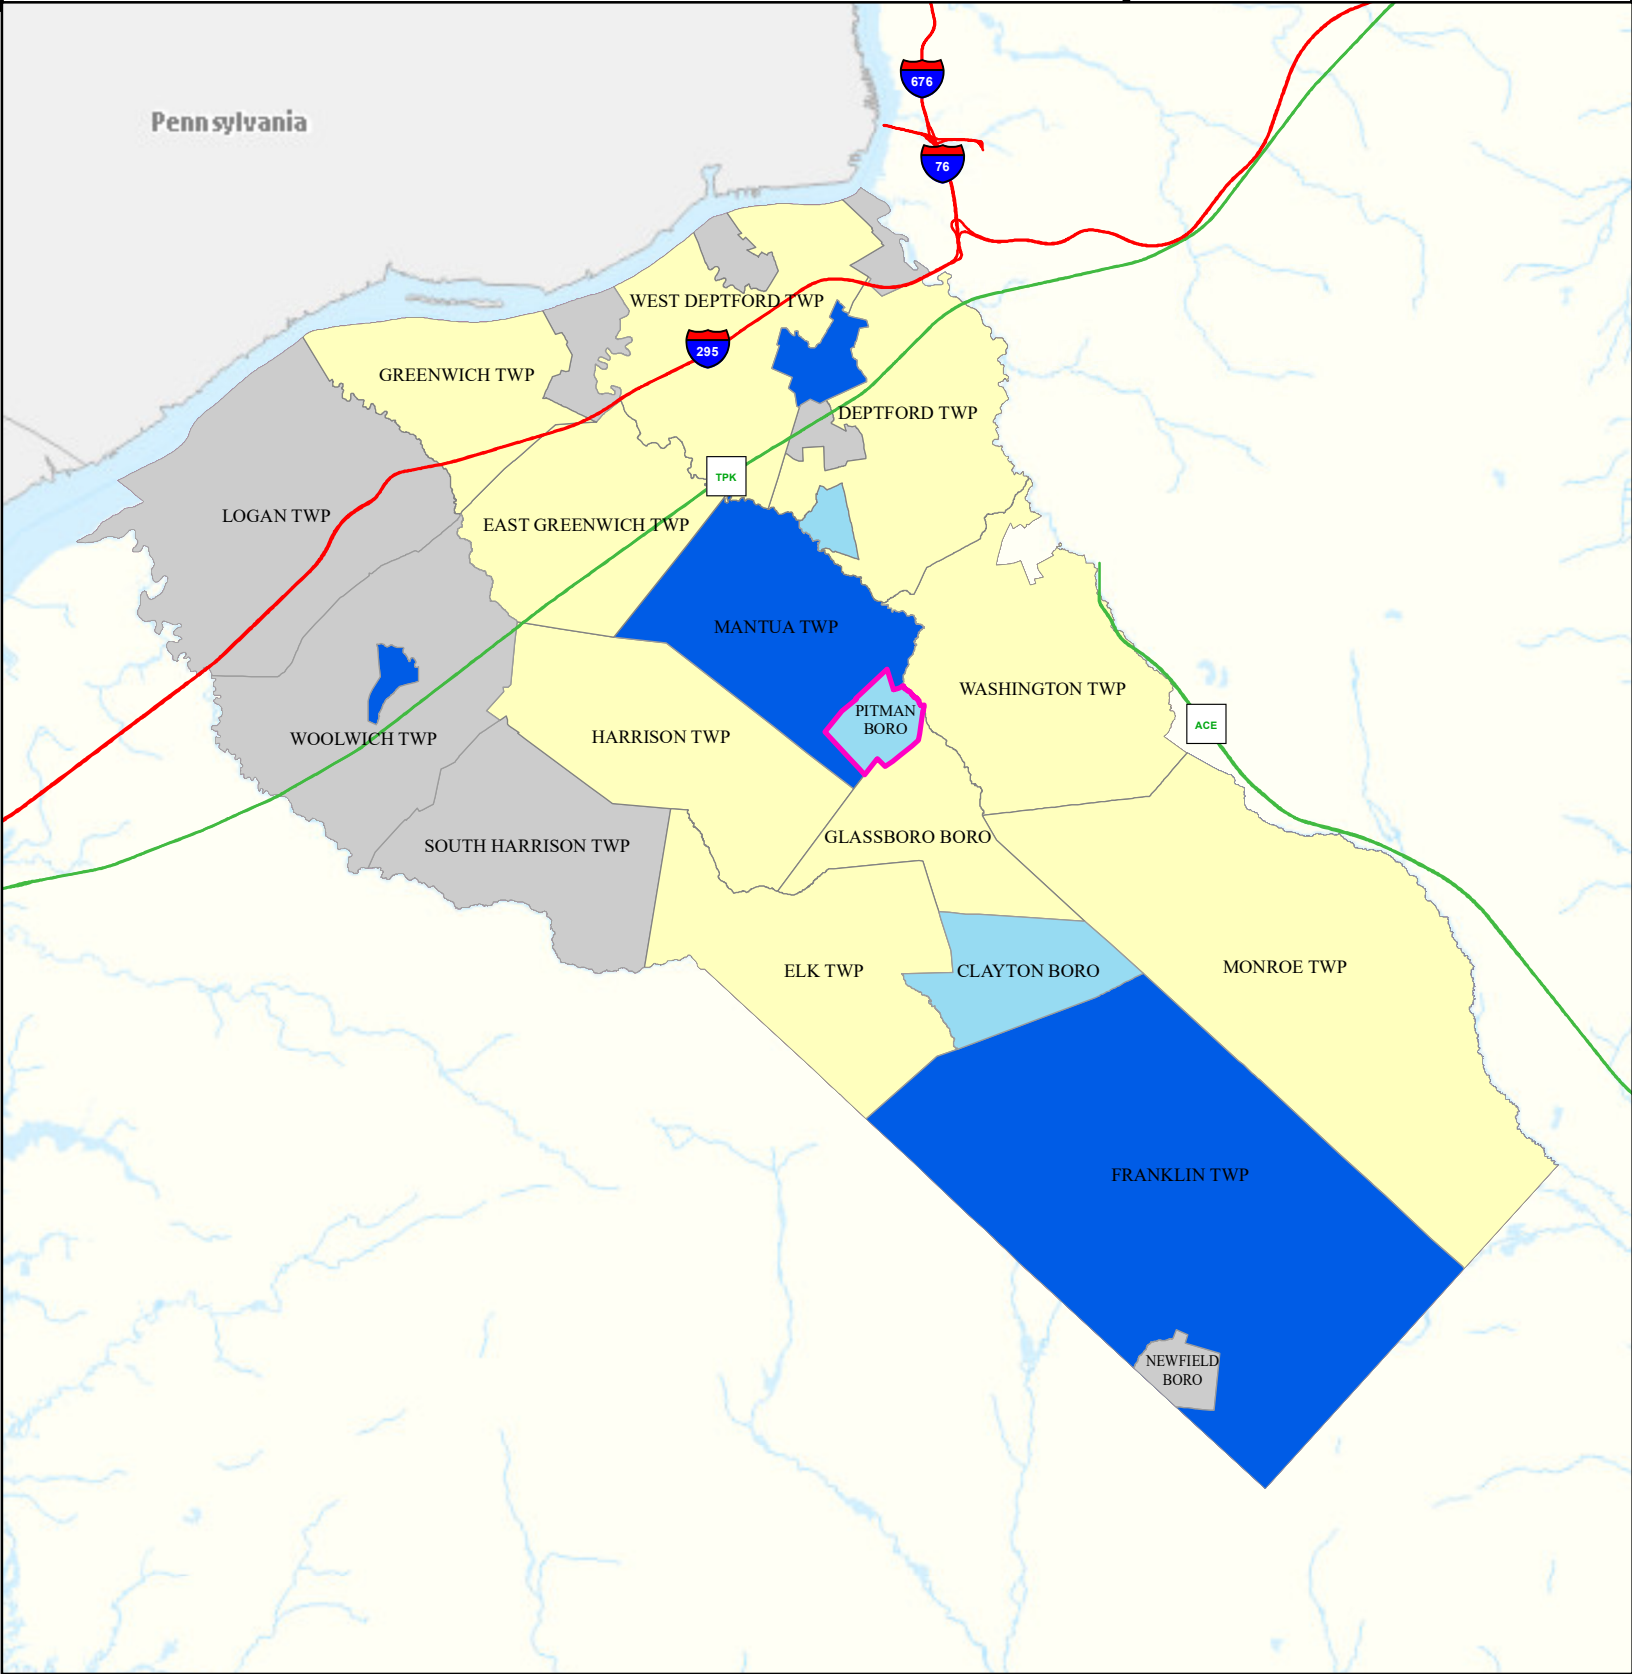 676
Pennsylvania
76
WEST DEPTFORD TWP
295
GREENWICH TWP
DEPTFORD TWP
TPK
LOGAN TWP
EAST GREENWICH TWP
MANTUA TWP
WASHINGTON TWP
PITMAN
BORO
ACE
WOOLWICH TWP
HARRISON TWP
GLASSBORO BORO
SOUTH HARRISON TWP
ELK TWP
CLAYTON BORO
MONROE TWP
FRANKLIN TWP
NEWFIELD
BORO